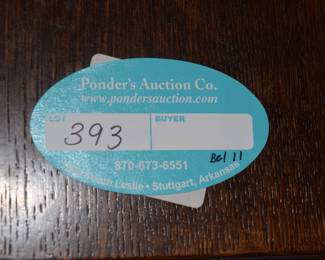 Ponder's Auction Co.
www.pondersauction.com
LOT BUYER
393
870-673-6551
Bel 11
Leslie • Stuttgart, Arkansas